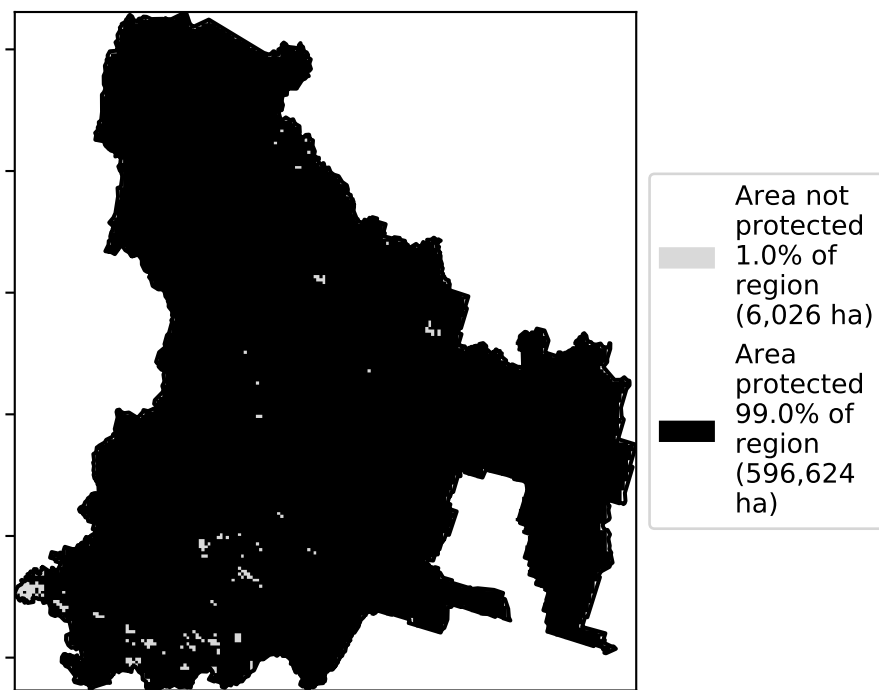 Area not
protected
1.0% of
region
(6,026 ha)
Area
protected
99.0% of
region
(596,624
ha)